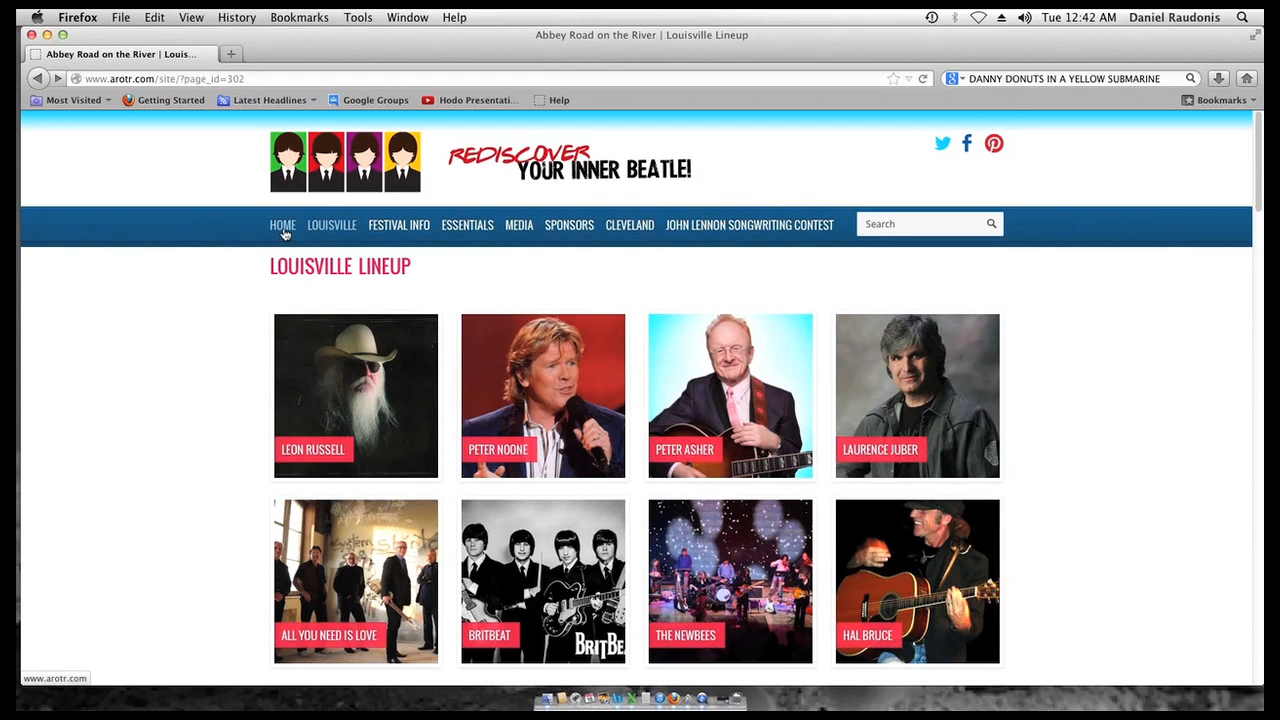 Firefox File Edit View History Bookmarks Tools Window Help Tue 12:42 AM Daniel Raudonis
Abbey Road on the River | Louisville Lineup
Abbey Road on the River | Louis...
www.arotr.com/site/?page_id=302 DANNY DONUTS IN A YELLOW SUBMARINE
Most Visited Getting Started Latest Headlines Google Groups Hodo Presentati... Help Bookmarks
REDISCOVER
YOUR INNER BEATLE!
HOME LOUISVILLE FESTIVAL INFO ESSENTIALS MEDIA SPONSORS CLEVELAND JOHN LENNON SONGWRITING CONTEST Search
LOUISVILLE LINEUP
LEON RUSSELL PETER NOONE PETER ASHER LAURENCE JUBER
ALL YOU NEED IS LOVE BRITBEAT THE NEWBEES HAL BRUCE
www.arotr.com